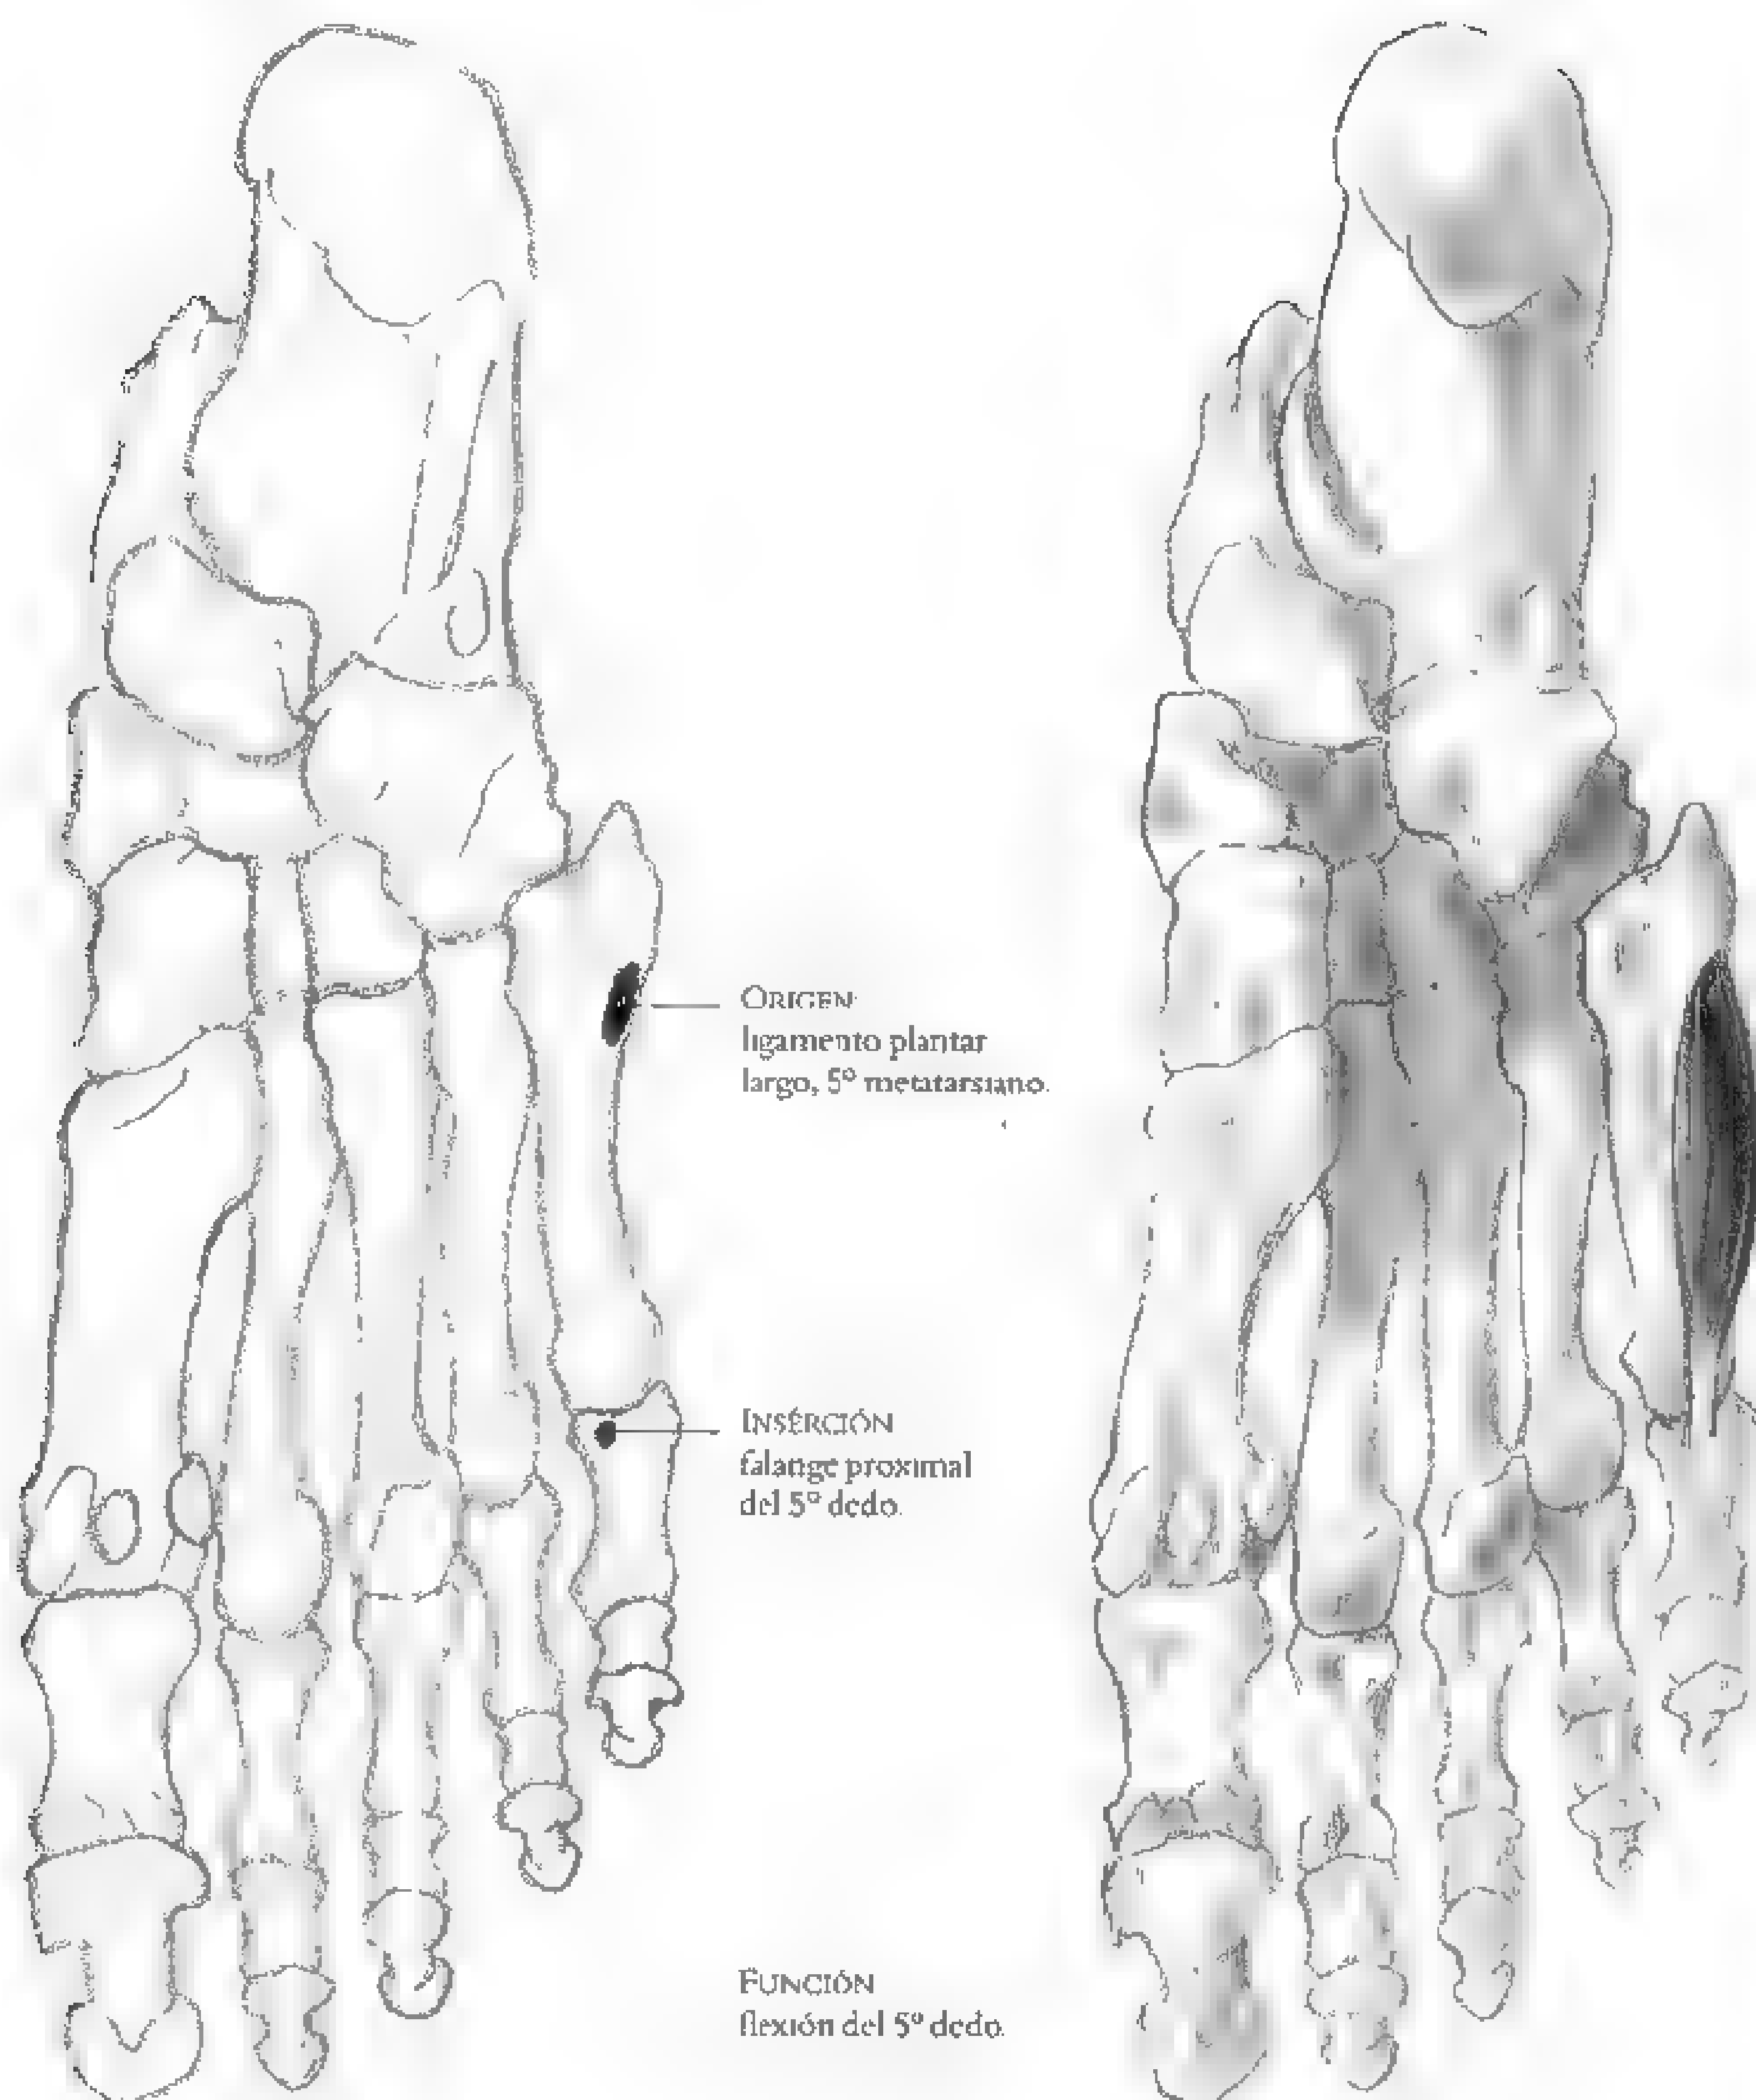 ORIGEN
ligamento plantar
largo, 5º metatarsiano.
INSERCIÓN
falange proximal
del 5º dedo.
FUNCIÓN
flexión del 5º dedo.